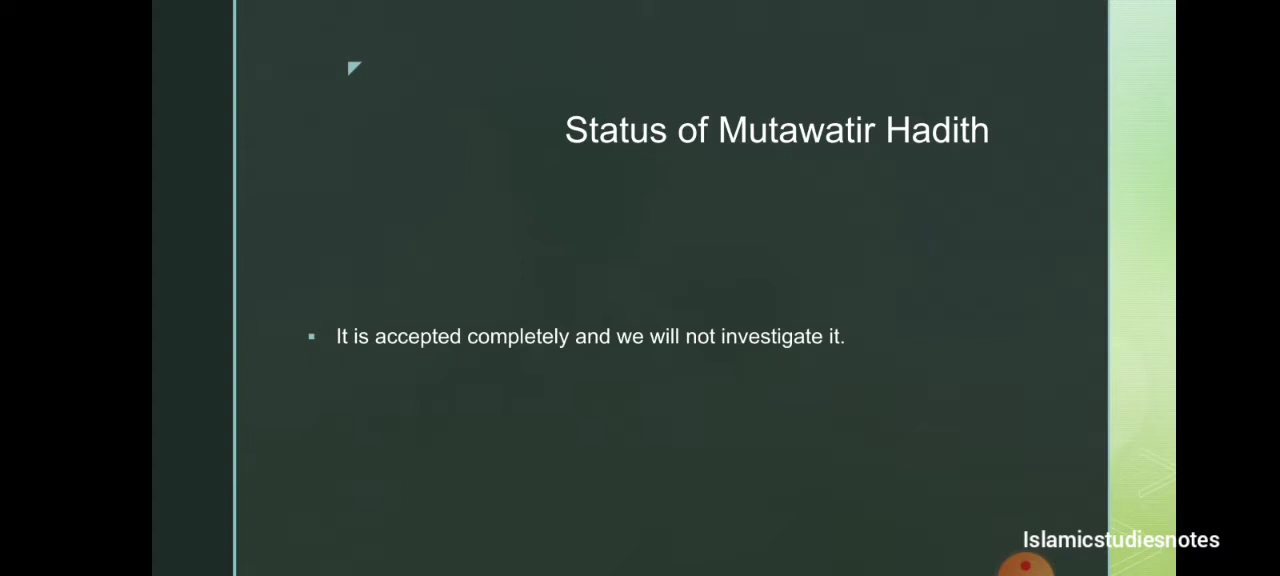 Status of Mutawatir Hadith
It is accepted completely and we will not investigate it.
Islamicstudiesnotes